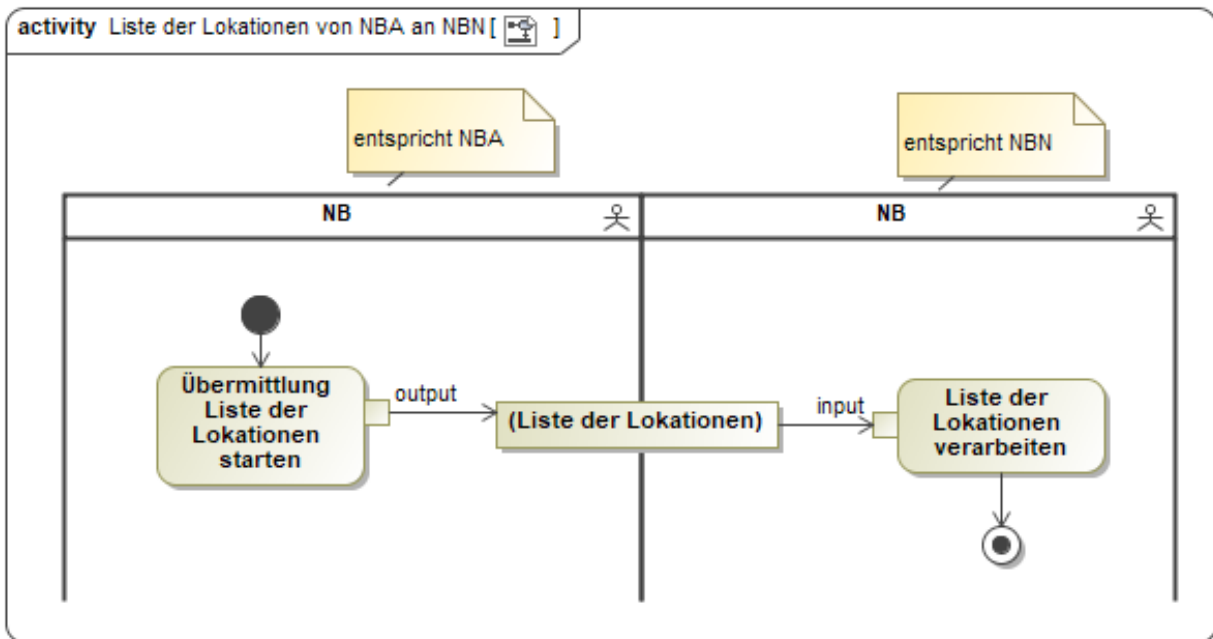 activity Liste der Lokationen von NBA an NBN [ ]
entspricht NBA
entspricht NBN
NB
NB
Übermittlung
Liste der
Lokationen
starten
output
(Liste der Lokationen)
input
Liste der
Lokationen
verarbeiten